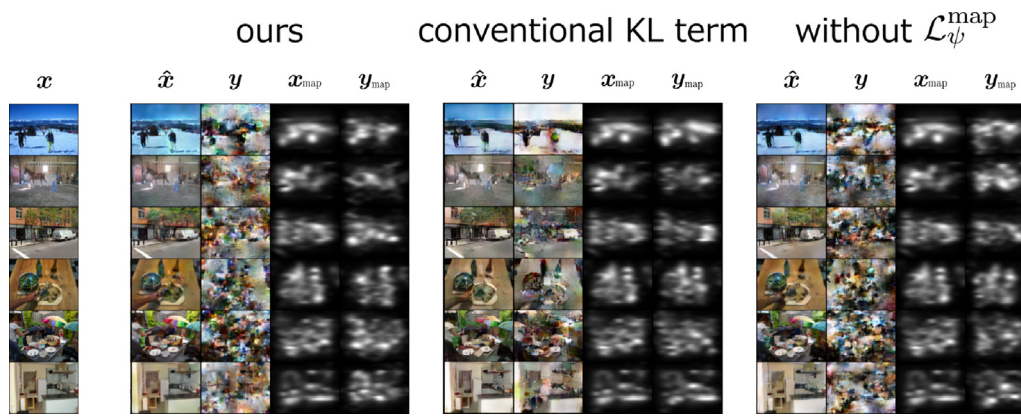 ours conventional KL term without ℒ_ψ^map
x x̂ y x_map y_map x̂ y x_map y_map x̂ y x_map y_map